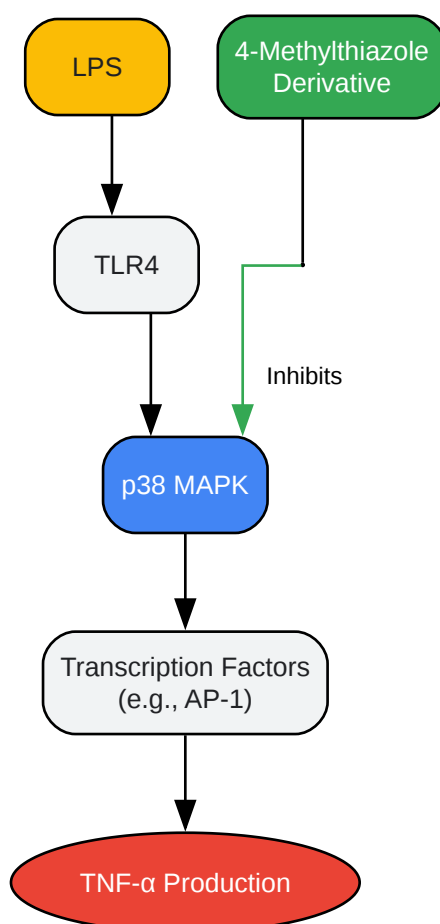 LPS
4-Methylthiazole
Derivative
TLR4
Inhibits
p38 MAPK
Transcription Factors
(e.g., AP-1)
TNF-α Production